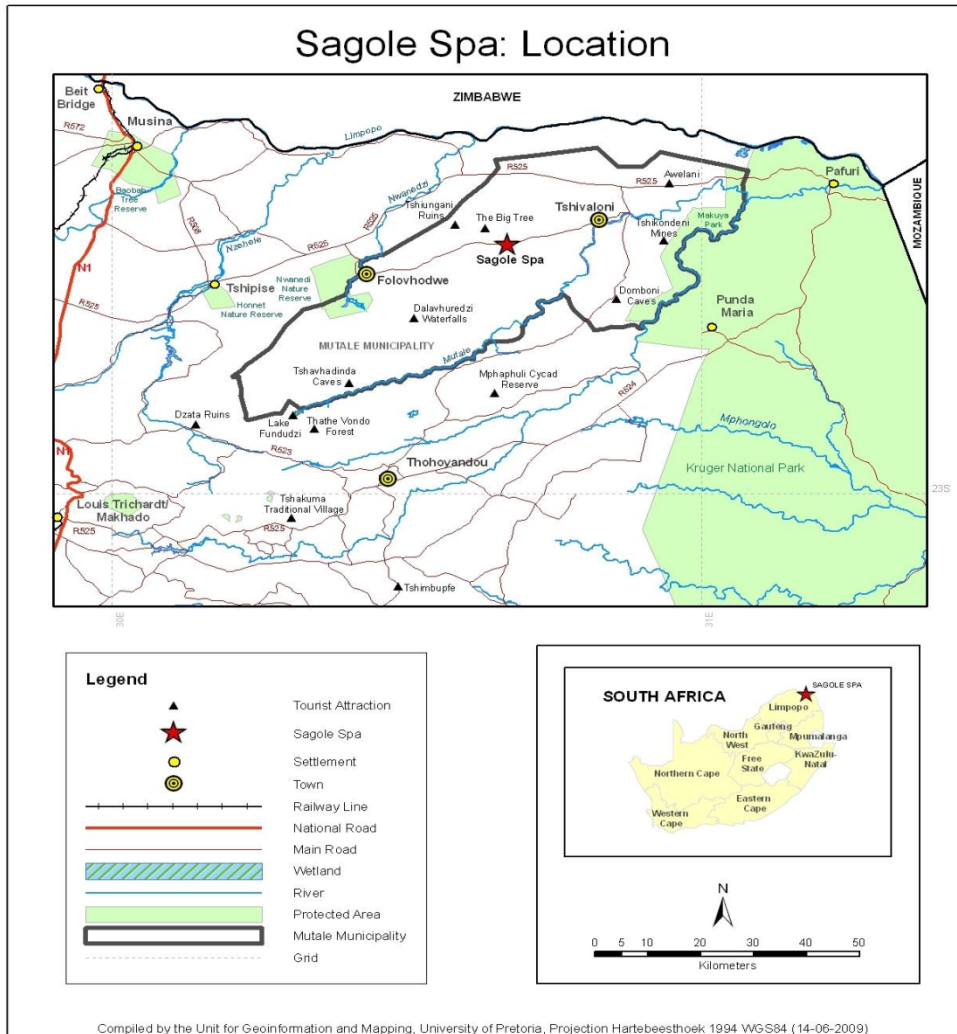 Sagole Spa: Location
ZIMBABWE
Beit
Bridge
Musina
R572
Limpopo
Baobab
Tree Reserve
R508
Nzhele
R525
Nwanedzi
R525
R525
Awelani
Pafuri
MOZAMBIQUE
Tshiungani
Ruins
The Big Tree
Tshivaloni
Makuya
Park
Tshikondeni
Mines
Sagole Spa
N1
R525
R525
Tshipise
Honnet
Nature Reserve
Nwanedi
Nature
Reserve
Folovhodwe
Domboni
Caves
Dalavhuredzi
Waterfalls
Punda
Maria
MUTALE MUNICIPALITY
Mutale
Tshavhadinda
Caves
Mphaphuli Cycad
Reserve
R524
Dzata Ruins
Lake
Fundudzi
Thathe Vondo
Forest
Mphongolo
N1
R523
Thohoyandou
Kruger National Park
23S
Louis Trichardt/
Makhado
Tshakuma
Traditional Village
R525
R525
Tshimbupfe
30E
31E
Legend
Tourist Attraction
Sagole Spa
Settlement
Town
Railway Line
National Road
Main Road
Wetland
River
Protected Area
Mutale Municipality
Grid
SOUTH AFRICA
SAGOLE SPA
Limpopo
Gauteng
North
West
Mpumalanga
Free
State
KwaZulu-
Natal
Northern Cape
Eastern
Cape
Western
Cape
N
0 5 10 20 30 40 50
Kilometers
Compiled by the Unit for Geoinformation and Mapping, University of Pretoria, Projection Hartebeesthoek 1994 WGS84 (14-06-2009)